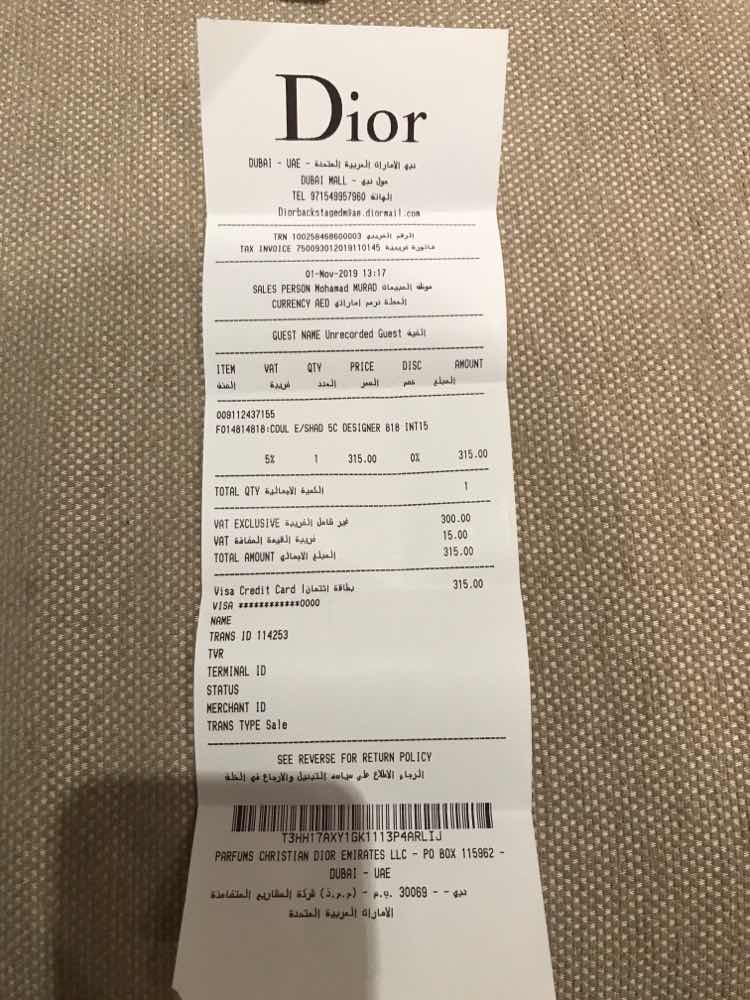 Dior
DUBAI - UAE - دبي الامارات العربية المتحدة
DUBAI MALL - مول دبي
TEL 971549957960 الهاتف
Diorbackstagedm@ae.diormail.com
TRN 100258468600003 الرقم الضريبي
TAX INVOICE 750093012019110145 فاتورة ضريبية
01-Nov-2019 13:17
SALES PERSON Mohamad MURAD موظف المبيعات
CURRENCY AED العملة درهم اماراتي
GUEST NAME Unrecorded Guest الضيف
ITEM VAT QTY PRICE DISC AMOUNT
الصنف ضريبة العدد السعر خصم المبلغ
009112437155
F014814818:COUL E/SHAD 5C DESIGNER 818 INT15
5% 1 315.00 0% 315.00
TOTAL QTY الكمية الاجمالية 1
VAT EXCLUSIVE غير شامل الضريبة 300.00
VAT ضريبة القيمة المضافة 15.00
TOTAL AMOUNT المبلغ الاجمالي 315.00
Visa Credit Card بطاقة إئتمان 315.00
VISA ************0000
NAME
TRANS ID 114253
TVR
TERMINAL ID
STATUS
MERCHANT ID
TRANS TYPE Sale
SEE REVERSE FOR RETURN POLICY
الرجاء الاطلاع على سياسة التبديل والارجاع في الخلف
T3HH17AXY1GK1113P4ARLIJ
PARFUMS CHRISTIAN DIOR EMIRATES LLC - PO BOX 115962 -
DUBAI - UAE
شركة المشاريع المتضامنة (ذ.م.م) - ص.ب. 30069 - - دبي
الامارات العربية المتحدة